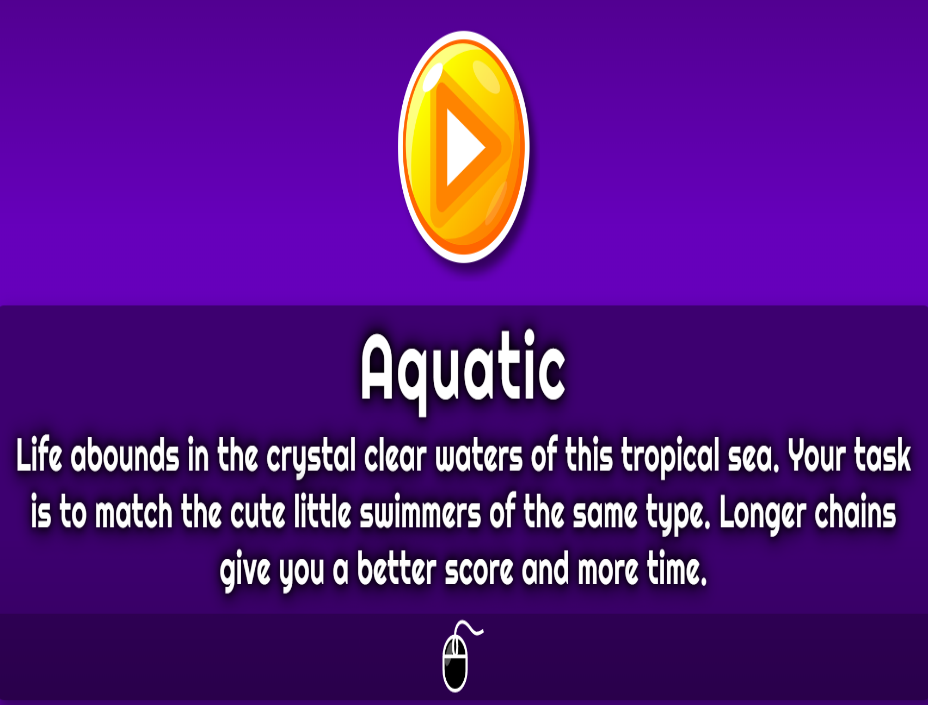 Aquatic
Life abounds in the crystal clear waters of this tropical sea. Your task
is to match the cute little swimmers of the same type. Longer chains
give you a better score and more time.